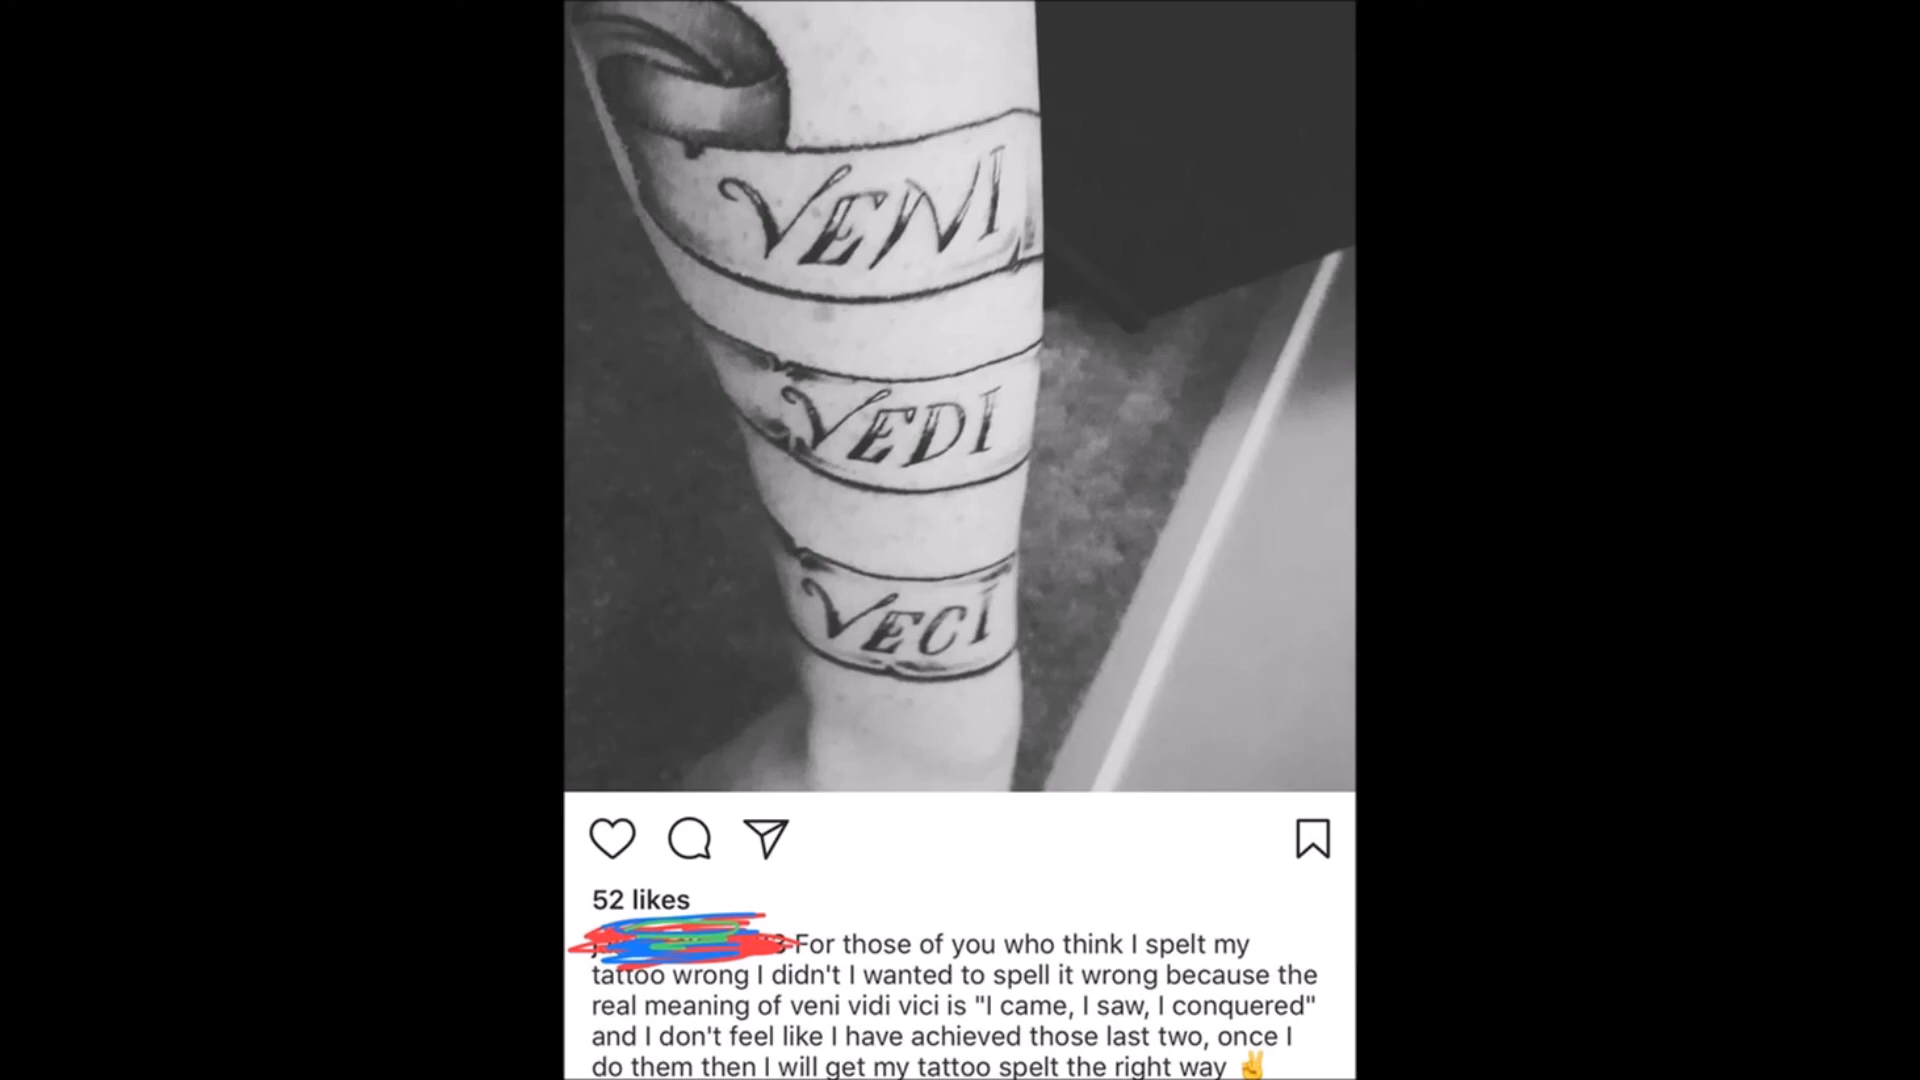 VENI
VEDI
VECI
52 likes
For those of you who think I spelt my
tattoo wrong I didn't I wanted to spell it wrong because the
real meaning of veni vidi vici is "I came, I saw, I conquered"
and I don't feel like I have achieved those last two, once I
do them then I will get my tattoo spelt the right way ✌️